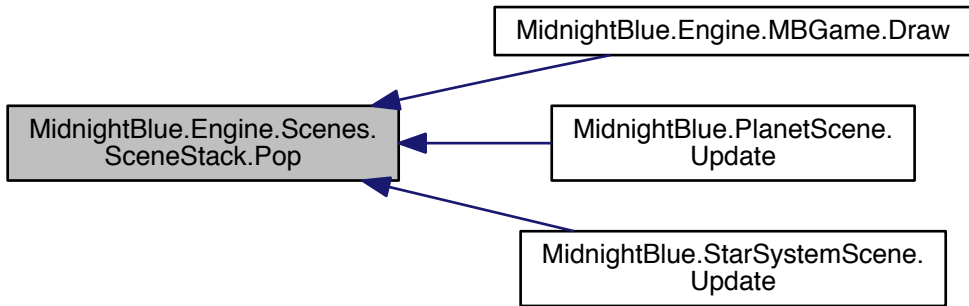 MidnightBlue.Engine.MBGame.Draw
MidnightBlue.Engine.Scenes.
SceneStack.Pop
MidnightBlue.PlanetScene.
Update
MidnightBlue.StarSystemScene.
Update